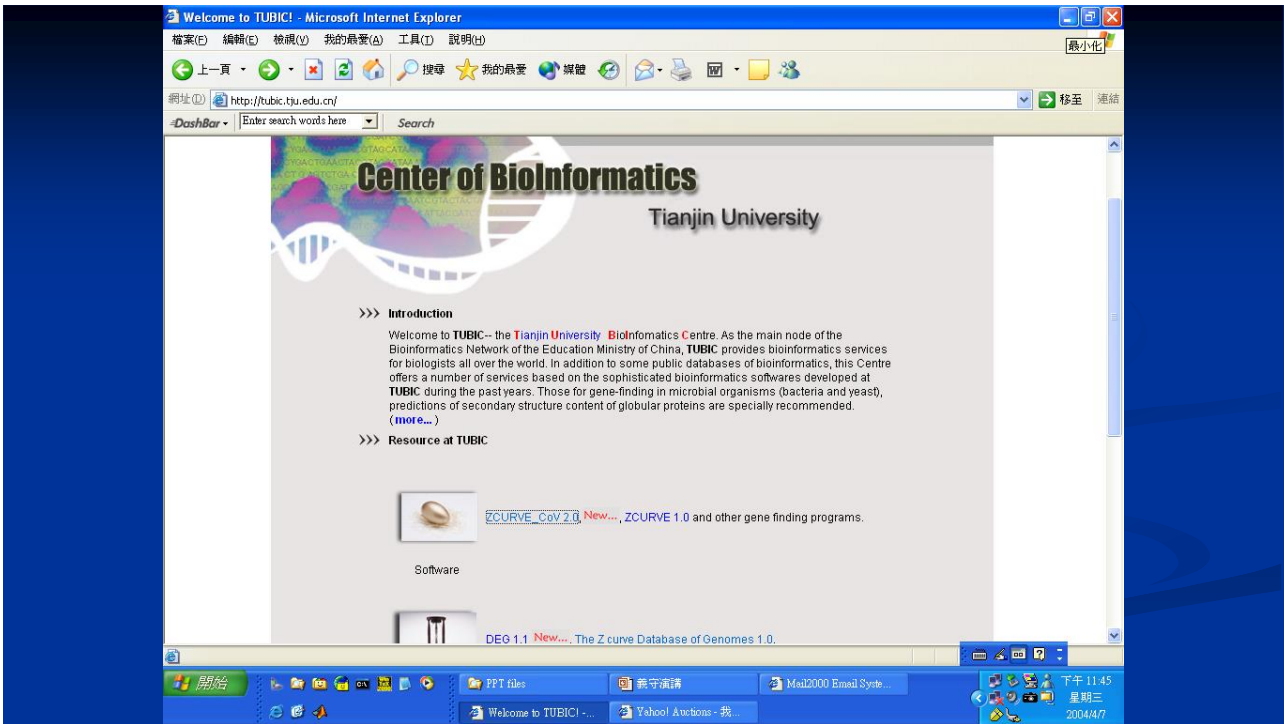 Welcome to TUBIC! - Microsoft Internet Explorer
檔案(F) 編輯(E) 檢視(V) 我的最愛(A) 工具(T) 說明(H)
最小化
上一頁 搜尋 我的最愛 媒體
網址(D) http://tubic.tju.edu.cn/ 移至 連結
DashBar Enter search words here Search
Center of BioInformatics
Tianjin University
>>> Introduction
Welcome to TUBIC-- the Tianjin University BioInfomatics Centre. As the
main node of the
Bioinformatics Network of the Education Ministry of China, TUBIC provides bioinformatics services
for biologists all over the world. In addition to some public databases of bioinformatics, this Centre
offers a number of services based on the sophisticated bioinformatics softwares developed at
TUBIC during the past years. Those for gene-finding in microbial organisms (bacteria and yeast),
predictions of secondary structure content of globular proteins are specially recommended.
(more... )
>>> Resource at TUBIC
ZCURVE_CoV 2.0, New... , ZCURVE 1.0 and other gene finding programs.
Software
DEG 1.1 New... , The Z curve Database of Genomes 1.0.
開始 PPT files 義守演講 Mail2000 Email Syste... 下午 11:45
星期三
Welcome to TUBIC! -... Yahoo! Auctions - 我... 2004/4/7